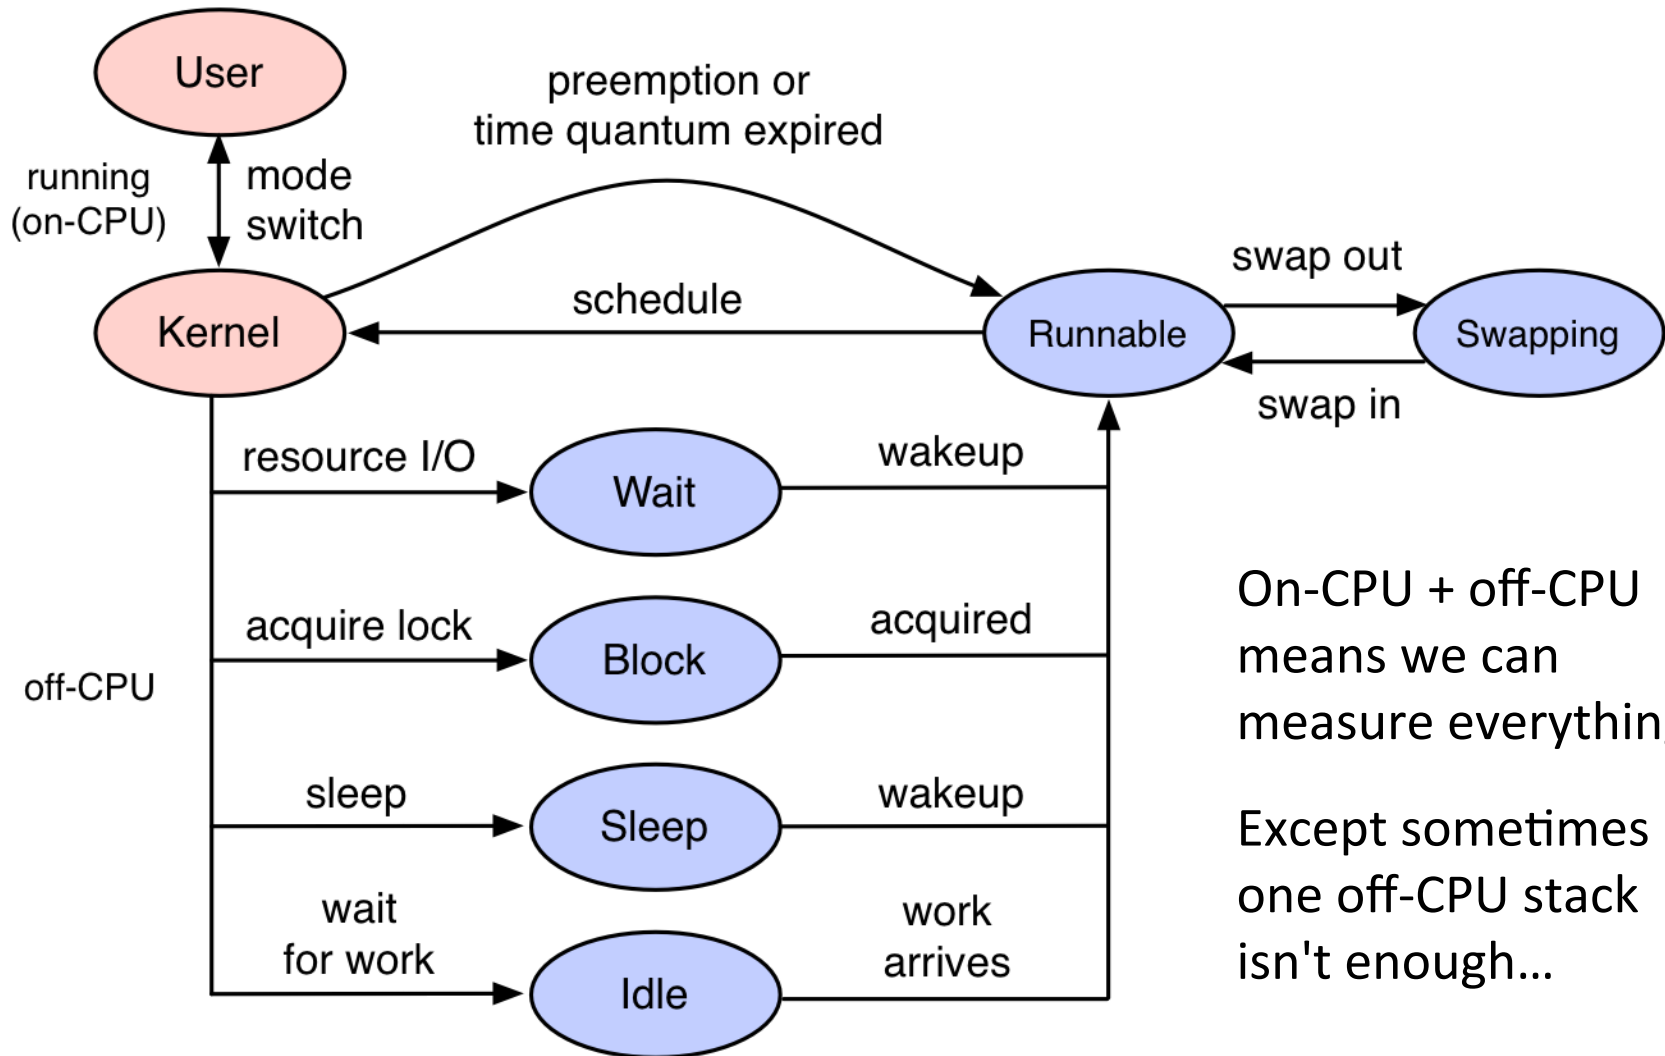 User
preemption or
time quantum expired
running
(on-CPU)
mode
switch
swap out
schedule
Kernel
Runnable
Swapping
swap in
resource I/O
Wait
wakeup
On-CPU + off-CPU
means we can
measure everythin
acquire lock
Block
acquired
off-CPU
sleep
Sleep
wakeup
Except sometimes
one off-CPU stack
isn't enough...
wait
for work
Idle
work
arrives